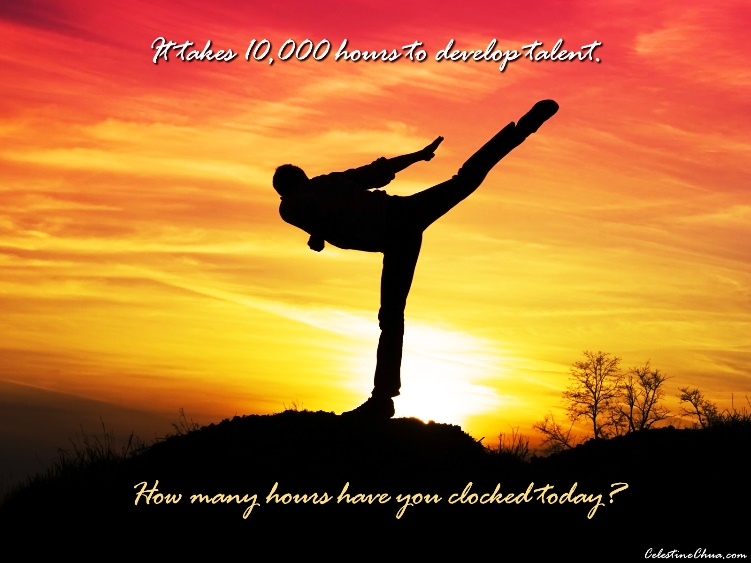 It takes 10,000 hours to develop talent.
How many hours have you clocked today?
CelestineChua.com